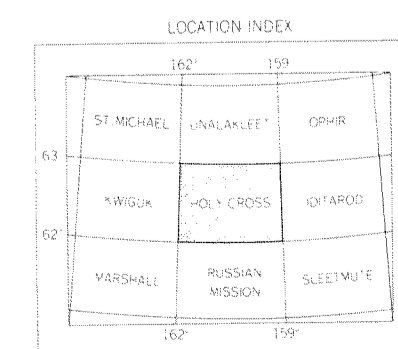 LOCATION INDEX
162° 159
ST. MICHAEL UNALAKLEET OPHIR
63
KWIGUK HOLY CROSS IDITAROD
62°
MARSHALL RUSSIAN MISSION SLEETMUTE
162° 159°